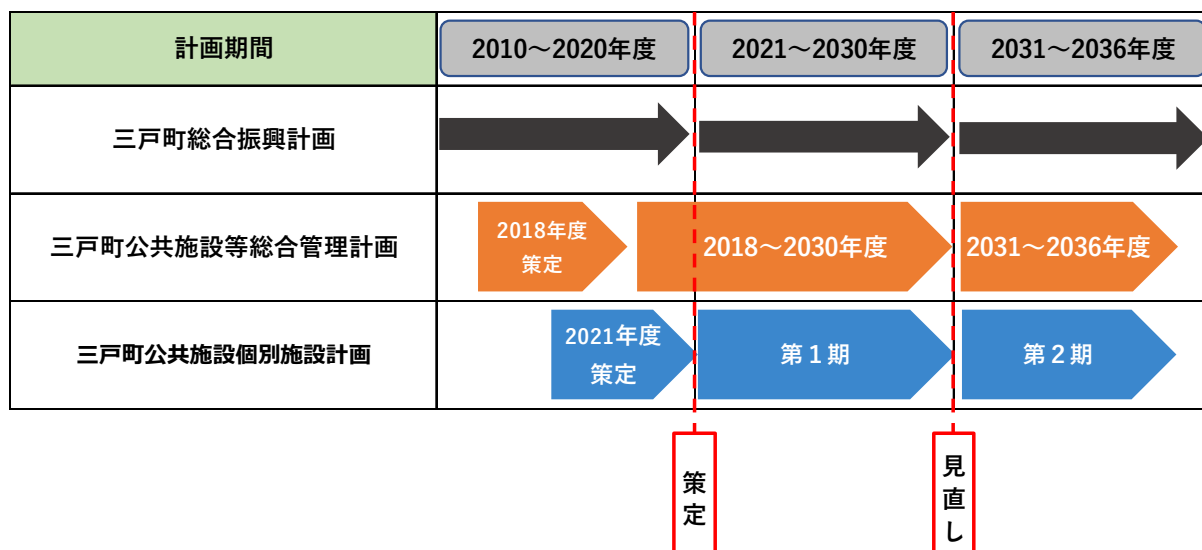 計画期間
2010～2020年度
2021～2030年度
2031～2036年度
三戸町総合振興計画
三戸町公共施設等総合管理計画
2018年度
策定
2018～2030年度
2031～2036年度
三戸町公共施設個別施設計画
2021年度
策定
第１期
第２期
策定
見直し